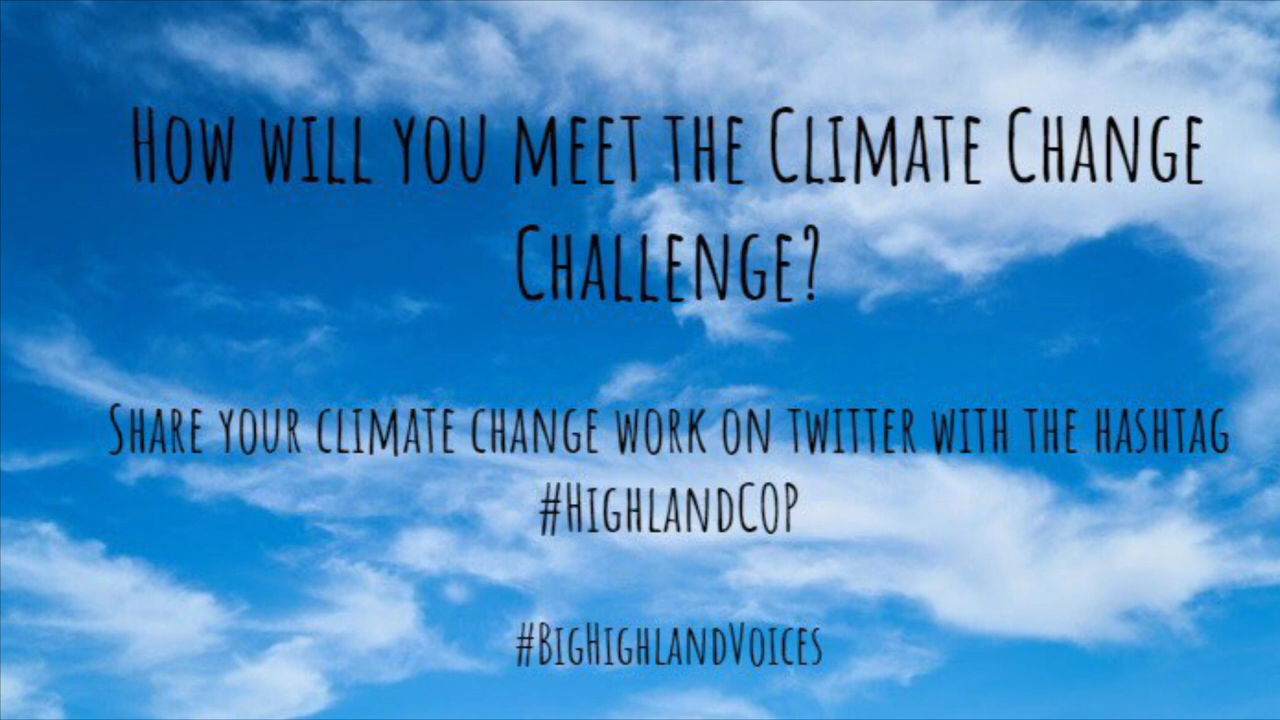 How will you meet the Climate Change
Challenge?
Share your climate change work on twitter with the hashtag
#HighlandCOP
#BigHighlandVoices